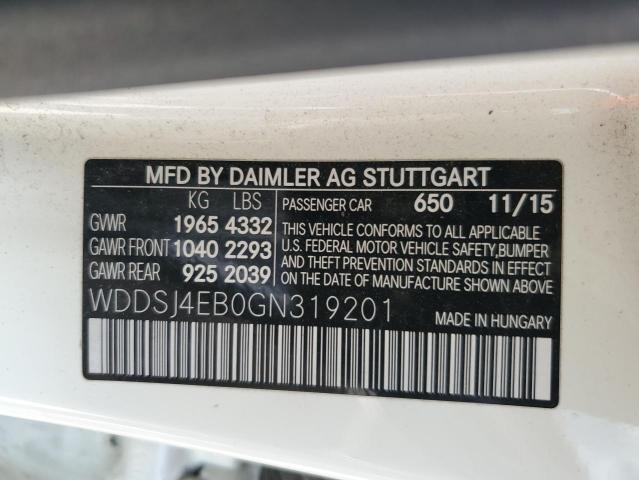 MFD BY DAIMLER AG STUTTGART
KG LBS
GVWR 1965 4332
GAWR FRONT 1040 2293
GAWR REAR 925 2039
PASSENGER CAR 650 11/15
THIS VEHICLE CONFORMS TO ALL APPLICABLE
U.S. FEDERAL MOTOR VEHICLE SAFETY,BUMPER
AND THEFT PREVENTION STANDARDS IN EFFECT
ON THE DATE OF MANUFACTURE SHOWN ABOVE.
WDDSJ4EB0GN319201 MADE IN HUNGARY